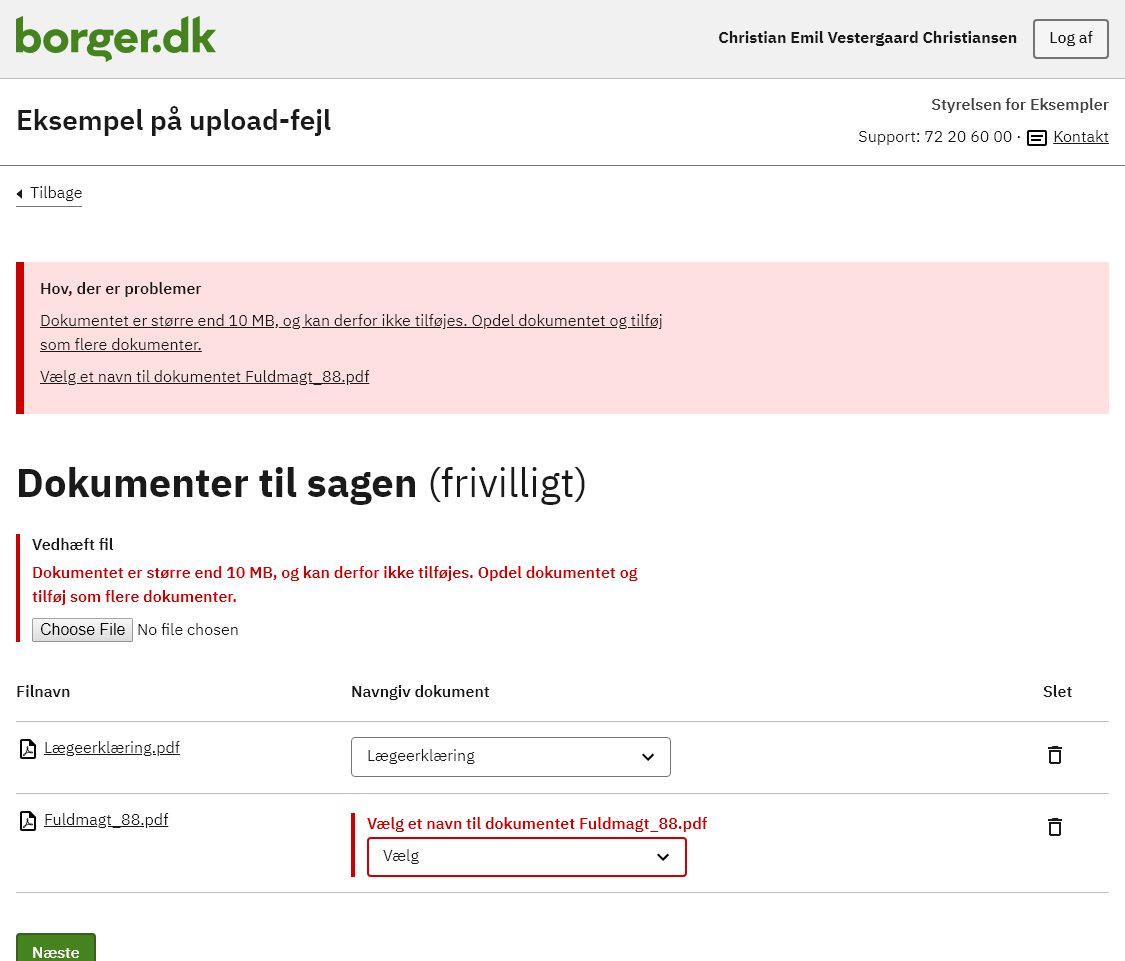 borger.dk
Christian Emil Vestergaard Christiansen
Log af
Eksempel på upload-fejl
Styrelsen for Eksempler
Support: 72 20 60 00 · Kontakt
Tilbage
Hov, der er problemer
Dokumentet er større end 10 MB, og kan derfor ikke tilføjes. Opdel dokumentet og tilføj
som flere dokumenter.
Vælg et navn til dokumentet Fuldmagt_88.pdf
Dokumenter til sagen (frivilligt)
Vedhæft fil
Dokumentet er større end 10 MB, og kan derfor ikke tilføjes. Opdel dokumentet og
tilføj som flere dokumenter.
Choose File No file chosen
Filnavn Navngiv dokument Slet
Lægeerklæring.pdf Lægeerklæring
Fuldmagt_88.pdf Vælg et navn til dokumentet Fuldmagt_88.pdf
Vælg
Næste